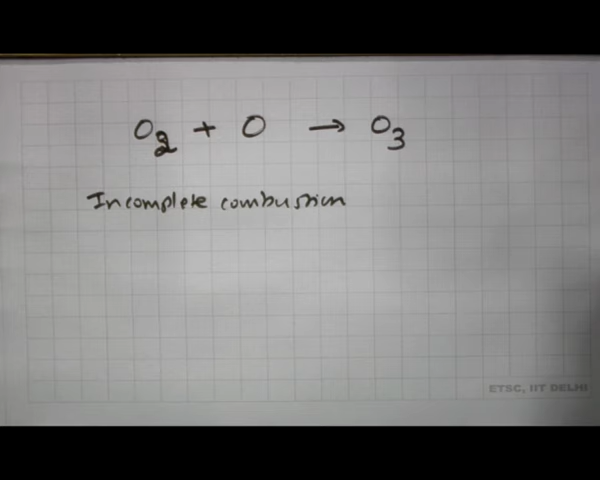 O₂ + O → O₃
Incomplete combustion
ETSC, IIT DELHI